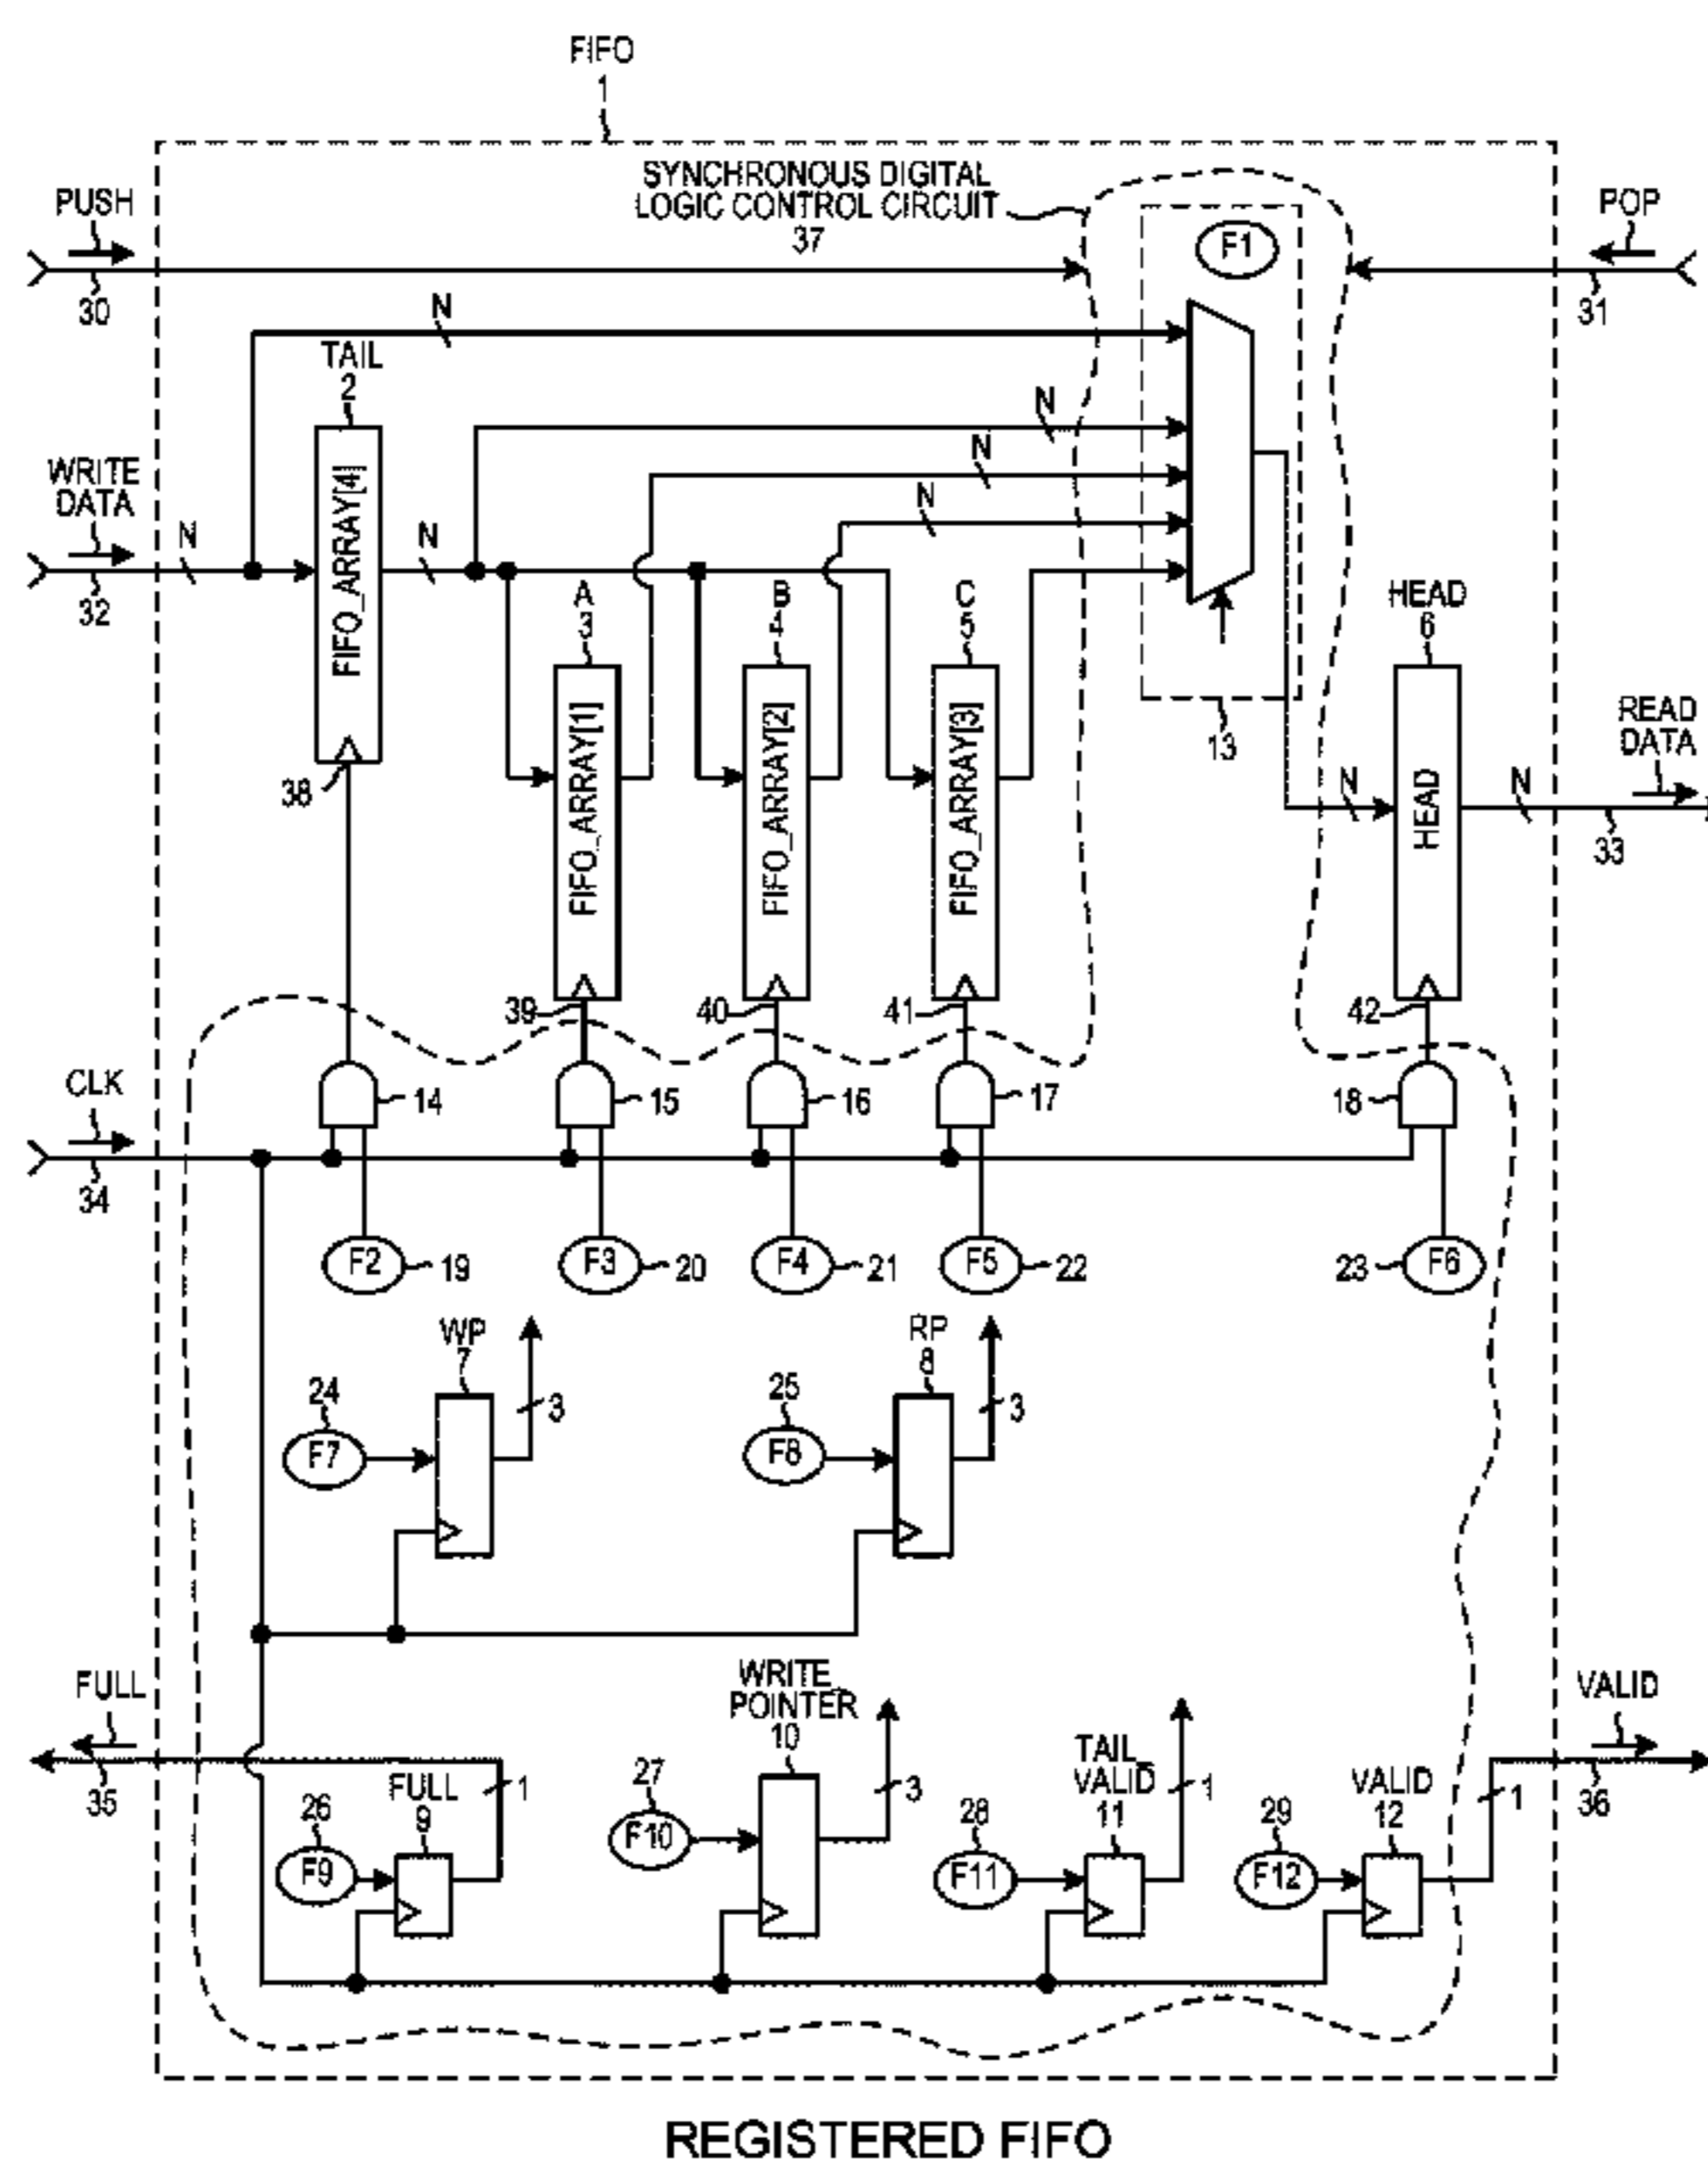 FIFO
1
SYNCHRONOUS DIGITAL
LOGIC CONTROL CIRCUIT
37
PUSH
30
POP
31
F1
N
TAIL
2
N
N
N
WRITE
DATA
N
32
FIFO_ARRAY[4]
N
A
3
B
4
C
5
HEAD
6
38
FIFO_ARRAY[1]
FIFO_ARRAY[2]
FIFO_ARRAY[3]
13
HEAD
N
N
READ
DATA
33
39
40
41
42
CLK
34
14
15
16
17
18
F2
19
F3
20
F4
21
F5
22
23
F6
WP
7
3
24
F7
RP
8
3
25
F8
FULL
35
FULL
9
1
26
F9
WRITE_
POINTER
10
3
27
F10
TAIL_
VALID
11
1
28
F11
VALID
12
1
29
F12
VALID
36
REGISTERED FIFO